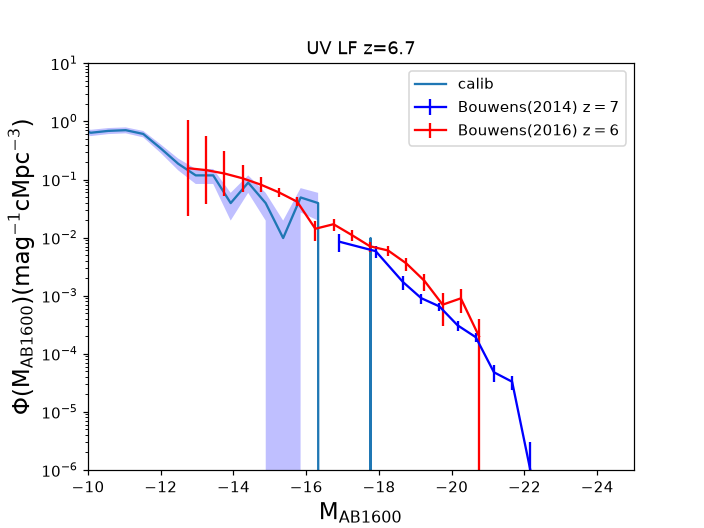 UV LF z=6.7
calib
Bouwens(2014) z = 7
Bouwens(2016) z = 6
10¹
10⁰
10⁻¹
10⁻²
10⁻³
10⁻⁴
10⁻⁵
10⁻⁶
Φ(M_AB1600)(mag⁻¹cMpc⁻³)
−10 −12 −14 −16 −18 −20 −22 −24
M_AB1600